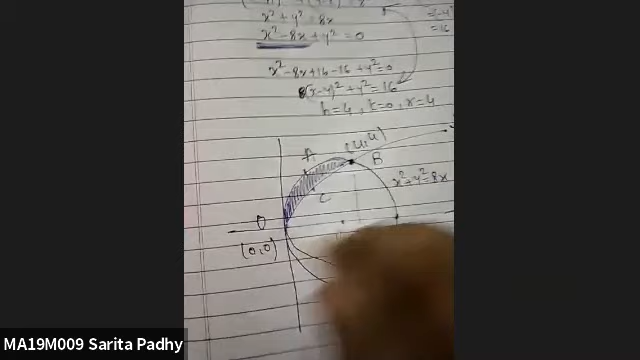 x² + y² = 8x
x² - 8x + y² = 0
x² - 8x + 16 - 16 + y² = 0
(x-4)² + y² = 16
h = 4, k = 0, r = 4
= 16
(4,4)
A
B
C
x² + y² = 8x
O
(0,0)
MA19M009 Sarita Padhy